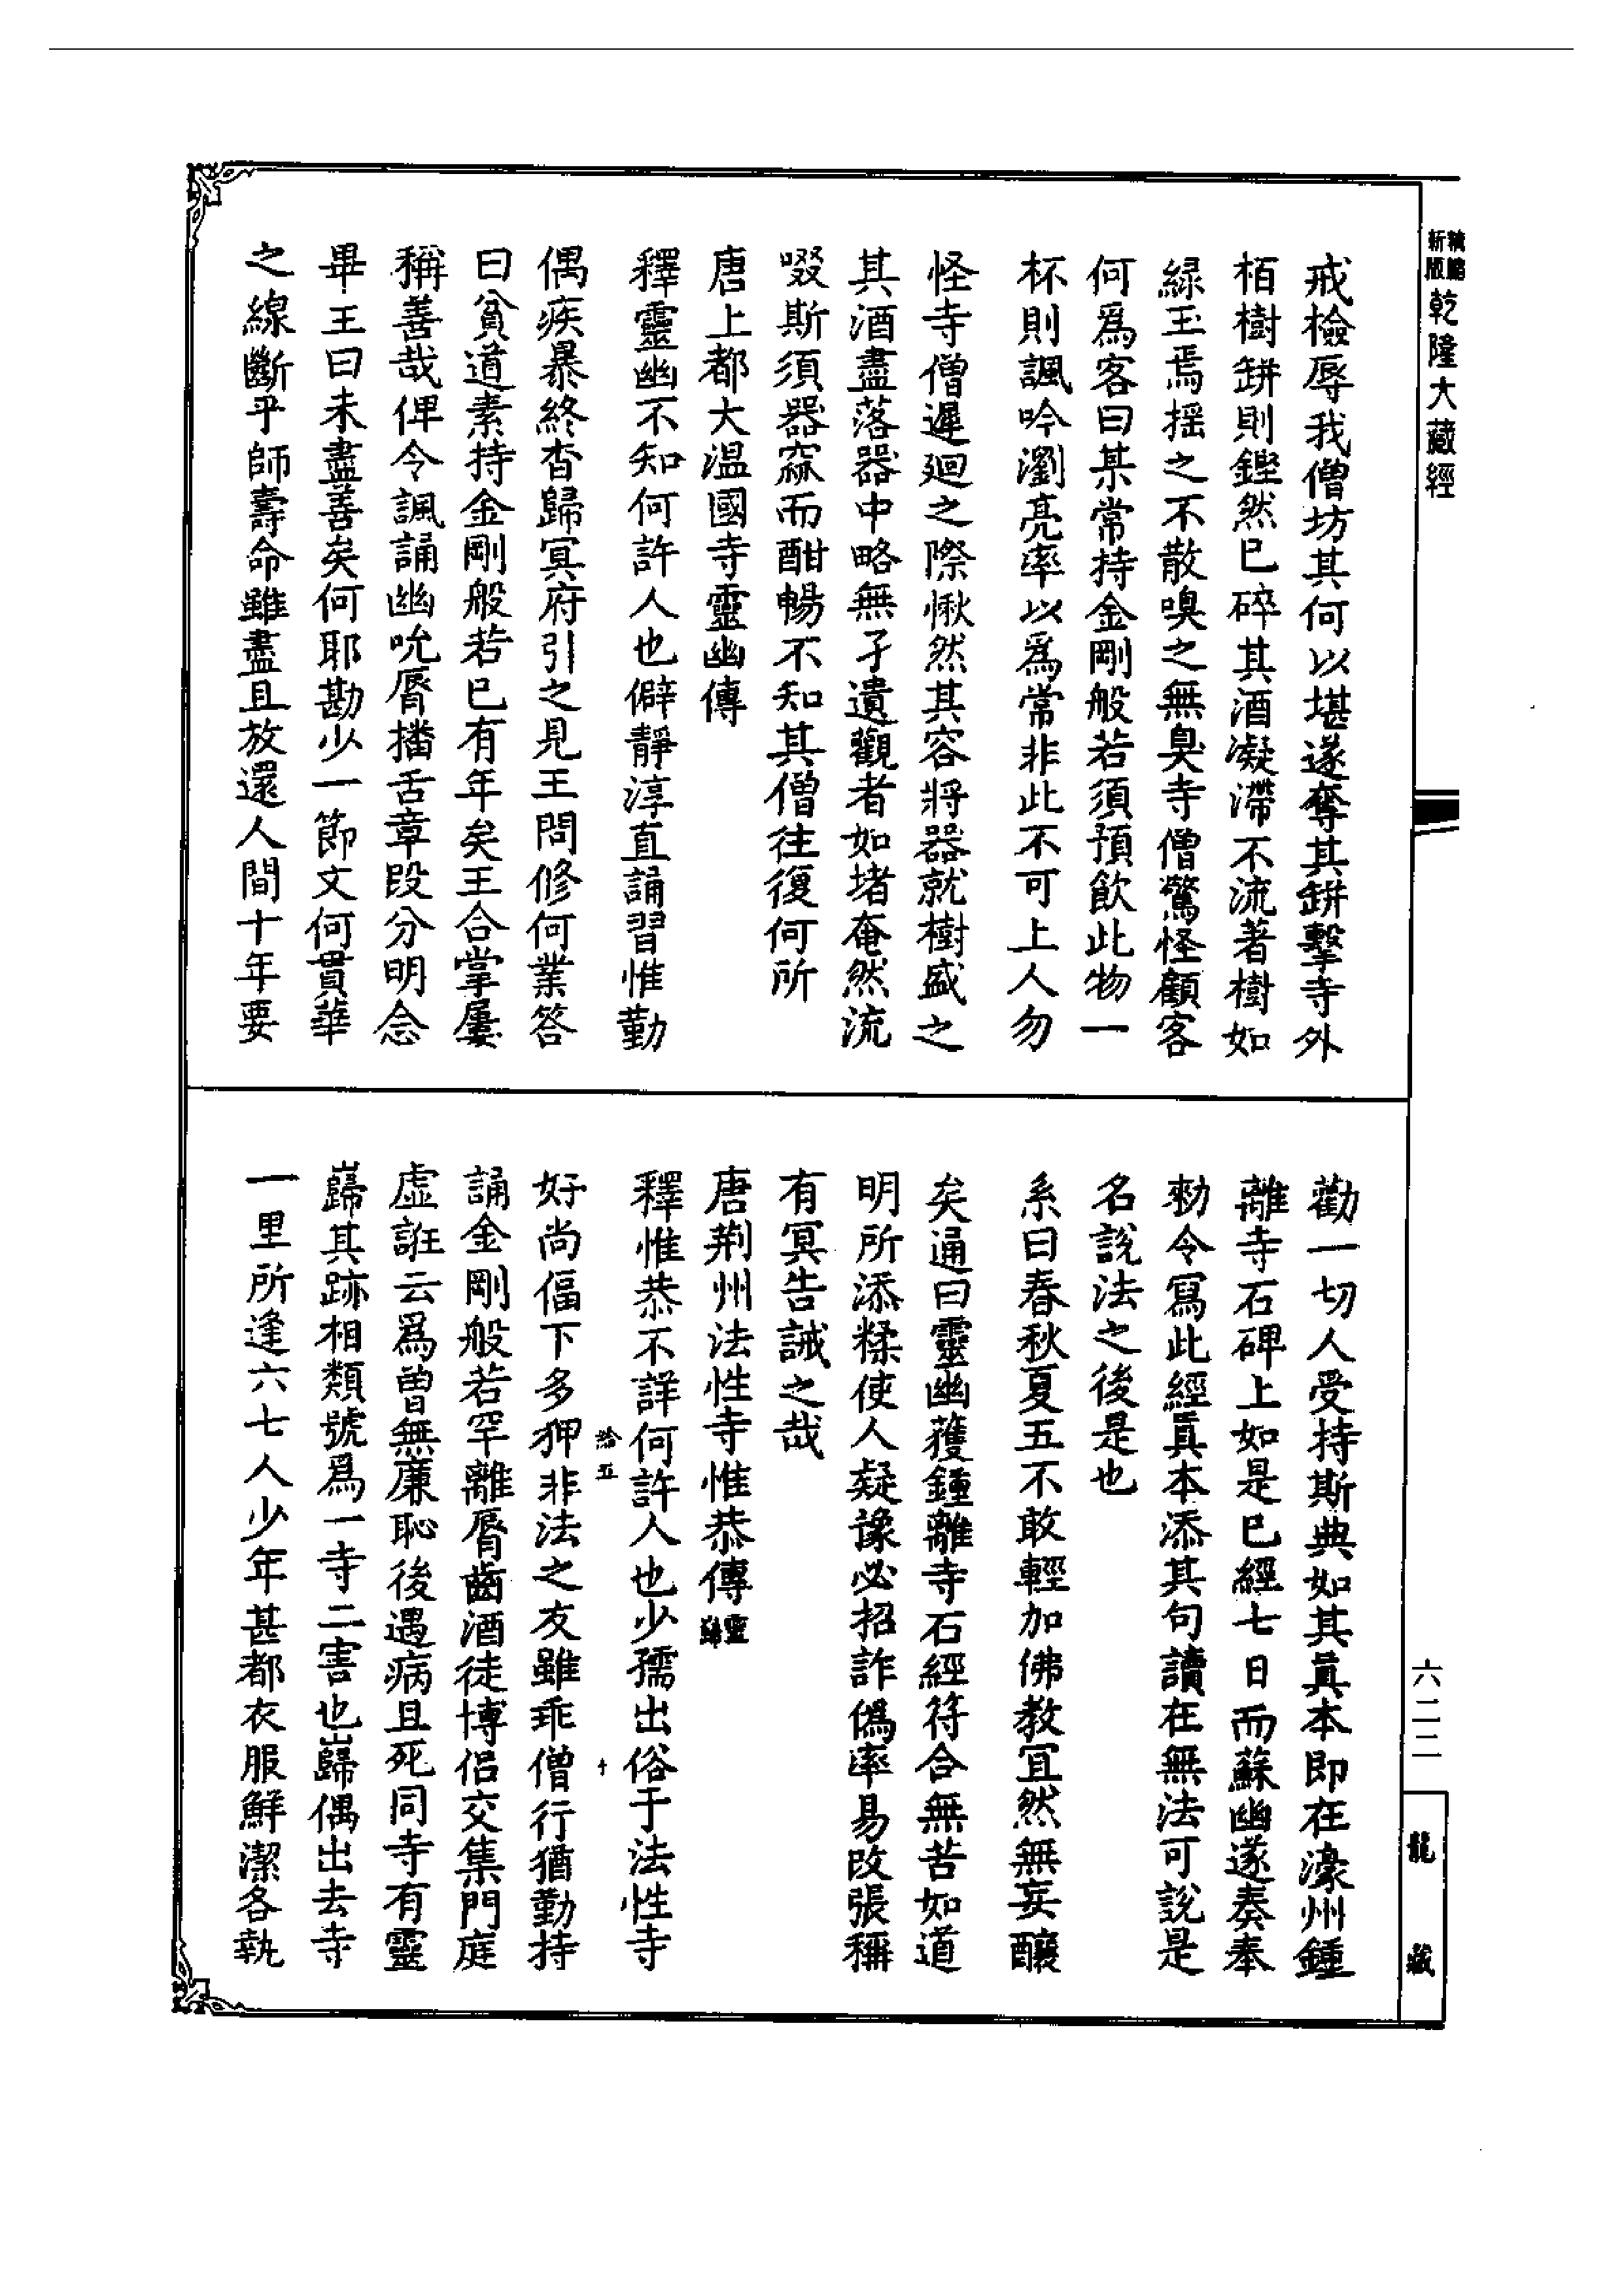 精縮新版乾隆大藏經
戒檢辱我僧坊其何以堪遂奪其缾擊寺外
栢樹缾則鏗然已碎其酒凝滯不流著樹如
綠玉焉搖之不散嗅之無臭寺僧驚怪顧客
何爲客曰某常持金剛般若須預飲此物一
杯則諷吟瀏亮率以爲常非此不可上人勿
怪寺僧遲迴之際愀然其容將器就樹盛之
其酒盡落器中略無孑遺觀者如堵奄然流
啜斯須器窊而酣暢不知其僧往復何所
唐上都大温國寺靈幽傳
釋靈幽不知何許人也僻靜淳直誦習惟勤
偶疾暴終杳歸冥府引之見王問修何業答
曰貧道素持金剛般若已有年矣王合掌屢
稱善哉俾令諷誦幽吮脣播舌章段分明念
畢王曰未盡善矣何耶勘少一節文何貫華
之線斷乎師壽命雖盡且放還人間十年要
勸一切人受持斯典如其眞本即在濠州鍾
離寺石碑上如是已經七日而蘇幽遂奏奉
勑令寫此經眞本添其句讀在無法可說是
名說法之後是也
系曰春秋夏五不敢輕加佛教宜然無妄釀
矣通曰靈幽獲鍾離寺石經符合無苦如道
明所添糅使人疑豫必招詐僞率易改張稱
有冥告誡之哉
唐荆州法性寺惟恭傳靈巋
釋惟恭不詳何許人也少孺出俗于法性寺
拾五
十
好尚偪下多狎非法之友雖乖僧行猶勤持
誦金剛般若罕離脣齒酒徒博侶交集門庭
虛誑云爲曾無廉恥後遇病且死同寺有靈
巋其跡相類號爲一寺二害也巋偶出去寺
一里所逢六七人少年甚都衣服鮮潔各執
六二二
龍藏